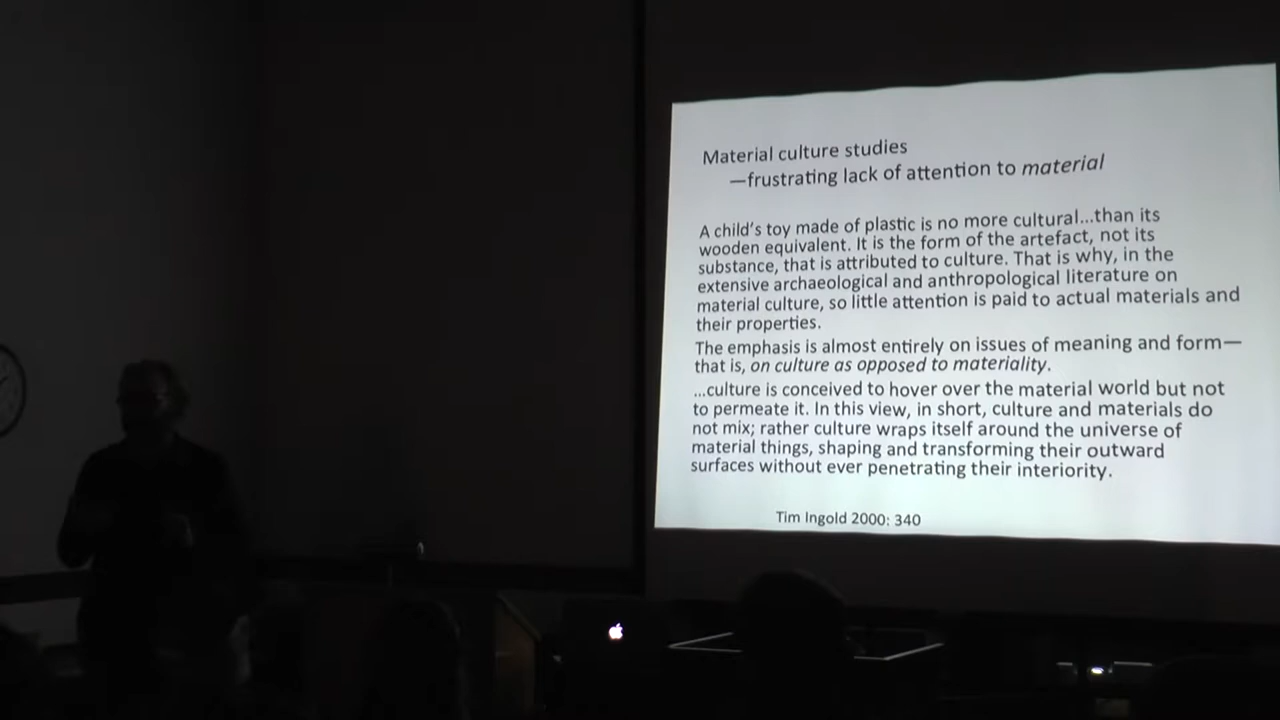 Material culture studies
—frustrating lack of attention to material
A child's toy made of plastic is no more cultural...than its
wooden equivalent. It is the form of the artefact, not its
substance, that is attributed to culture. That is why, in the
extensive archaeological and anthropological literature on
material culture, so little attention is paid to actual materials and
their properties.
The emphasis is almost entirely on issues of meaning and form—
that is, on culture as opposed to materiality.
...culture is conceived to hover over the material world but not
to permeate it. In this view, in short, culture and materials do
not mix; rather culture wraps itself around the universe of
material things, shaping and transforming their outward
surfaces without ever penetrating their interiority.
Tim Ingold 2000: 340